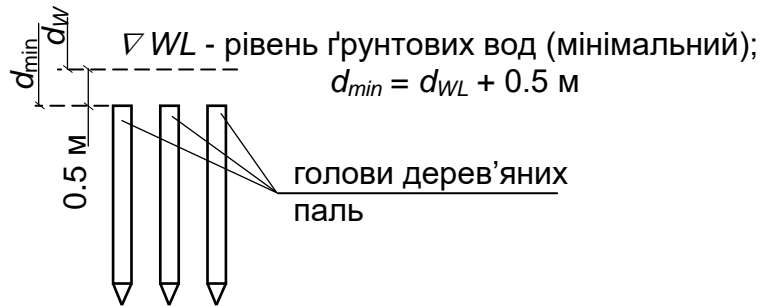 d_min
d_W
∇ WL - рівень ґрунтових вод (мінімальний);
d_min = d_WL + 0.5 м
0.5 м
голови дерев’яних
паль